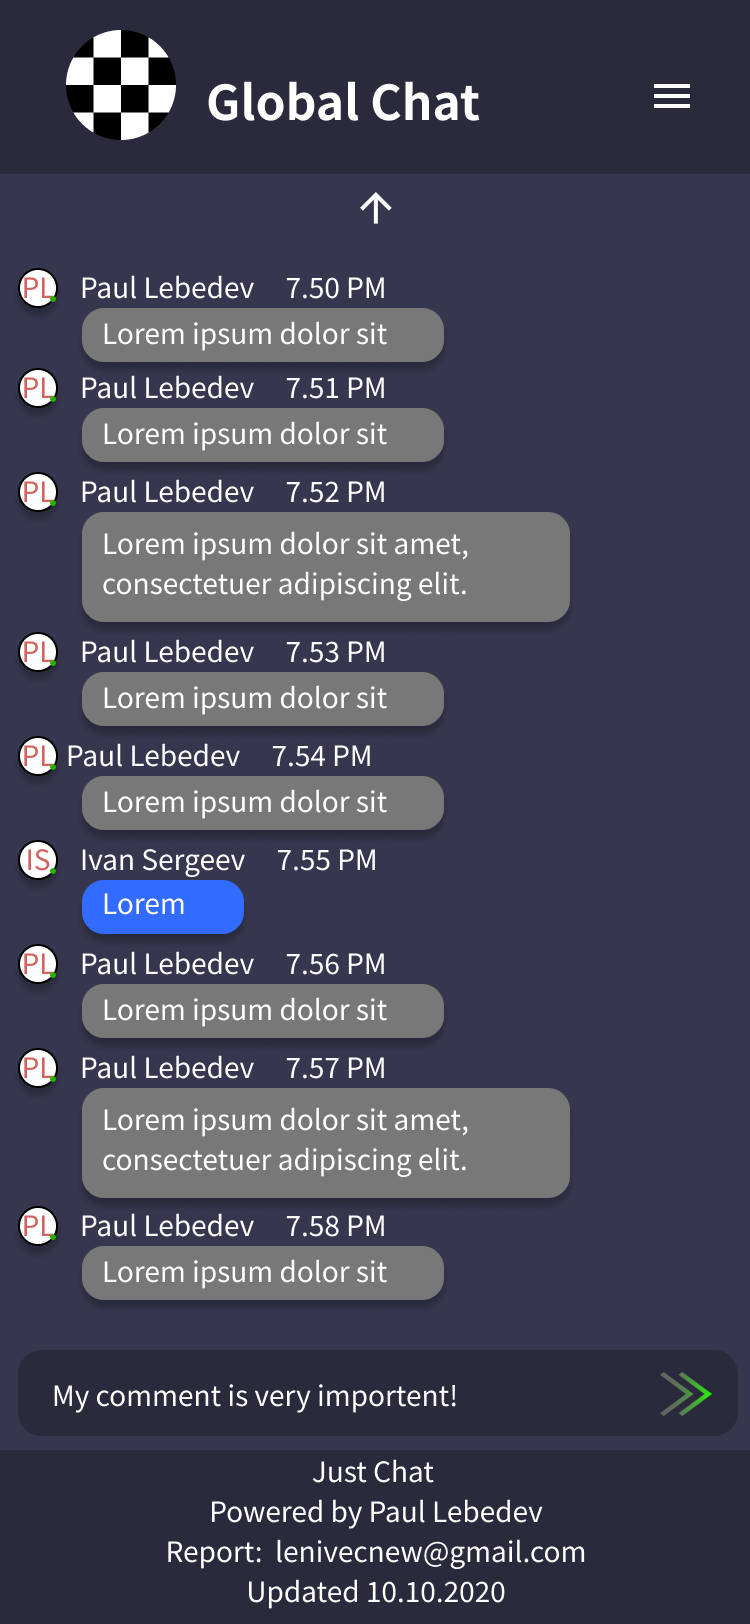 Global Chat
PL Paul Lebedev 7.50 PM
Lorem ipsum dolor sit
PL Paul Lebedev 7.51 PM
Lorem ipsum dolor sit
PL Paul Lebedev 7.52 PM
Lorem ipsum dolor sit amet,
consectetuer adipiscing elit.
PL Paul Lebedev 7.53 PM
Lorem ipsum dolor sit
PL Paul Lebedev 7.54 PM
Lorem ipsum dolor sit
IS Ivan Sergeev 7.55 PM
Lorem
PL Paul Lebedev 7.56 PM
Lorem ipsum dolor sit
PL Paul Lebedev 7.57 PM
Lorem ipsum dolor sit amet,
consectetuer adipiscing elit.
PL Paul Lebedev 7.58 PM
Lorem ipsum dolor sit
My comment is very importent!
Just Chat
Powered by Paul Lebedev
Report: lenivecnew@gmail.com
Updated 10.10.2020